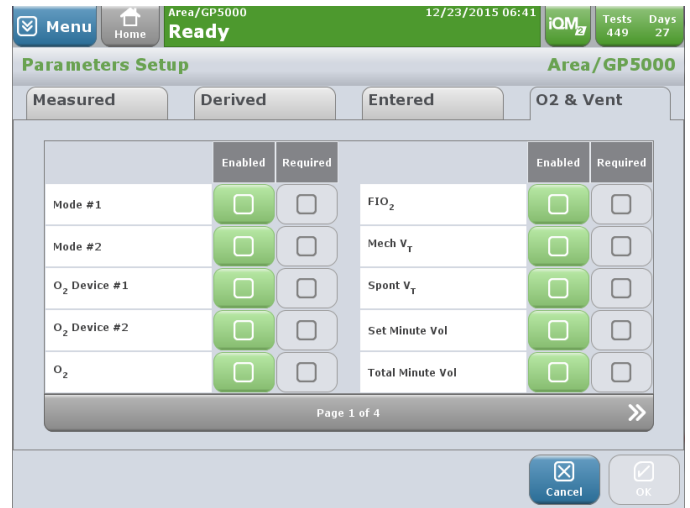 Menu
Home
Area/GP5000
Ready
12/23/2015 06:41
iQM2
Tests Days
449 27
Parameters Setup
Area/GP5000
Measured
Derived
Entered
O2 & Vent
Enabled Required
Enabled Required
Mode #1
FIO2
Mode #2
Mech VT
O2 Device #1
Spont VT
O2 Device #2
Set Minute Vol
O2
Total Minute Vol
Page 1 of 4
Cancel
OK